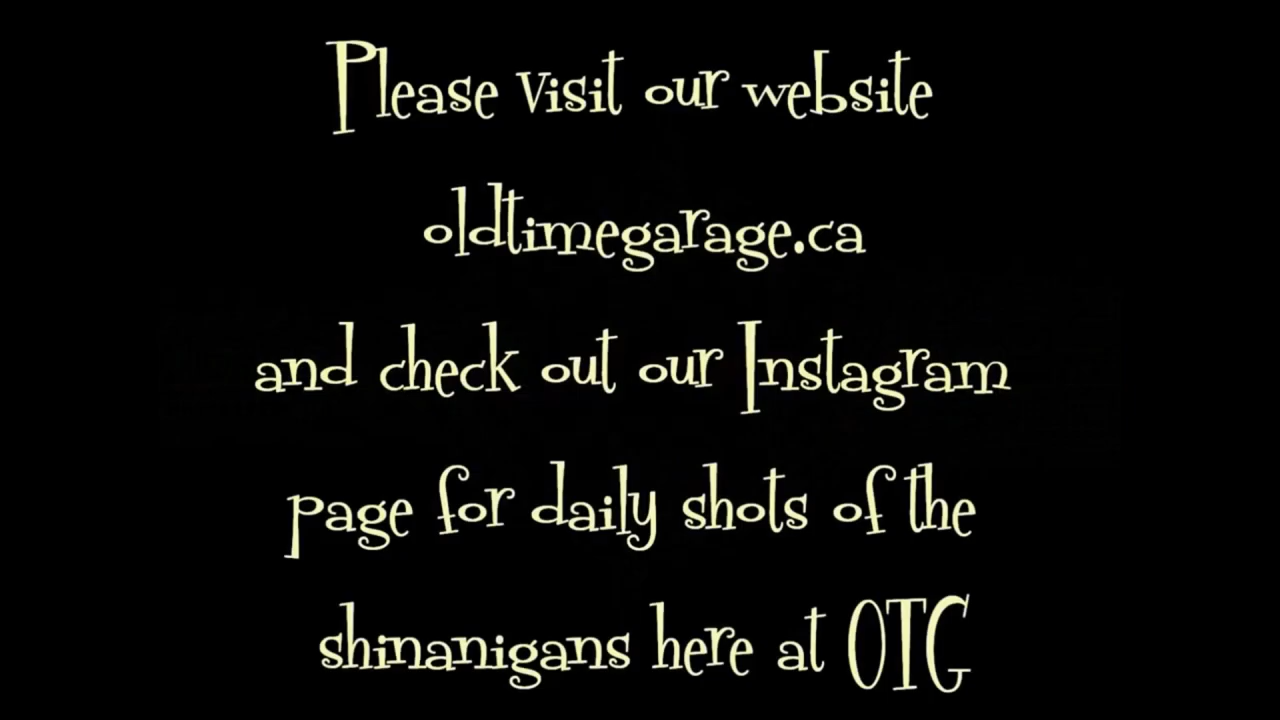 Please visit our website
oldtimegarage.ca
and check out our Instagram
page for daily shots of the
shinanigans here at OTG